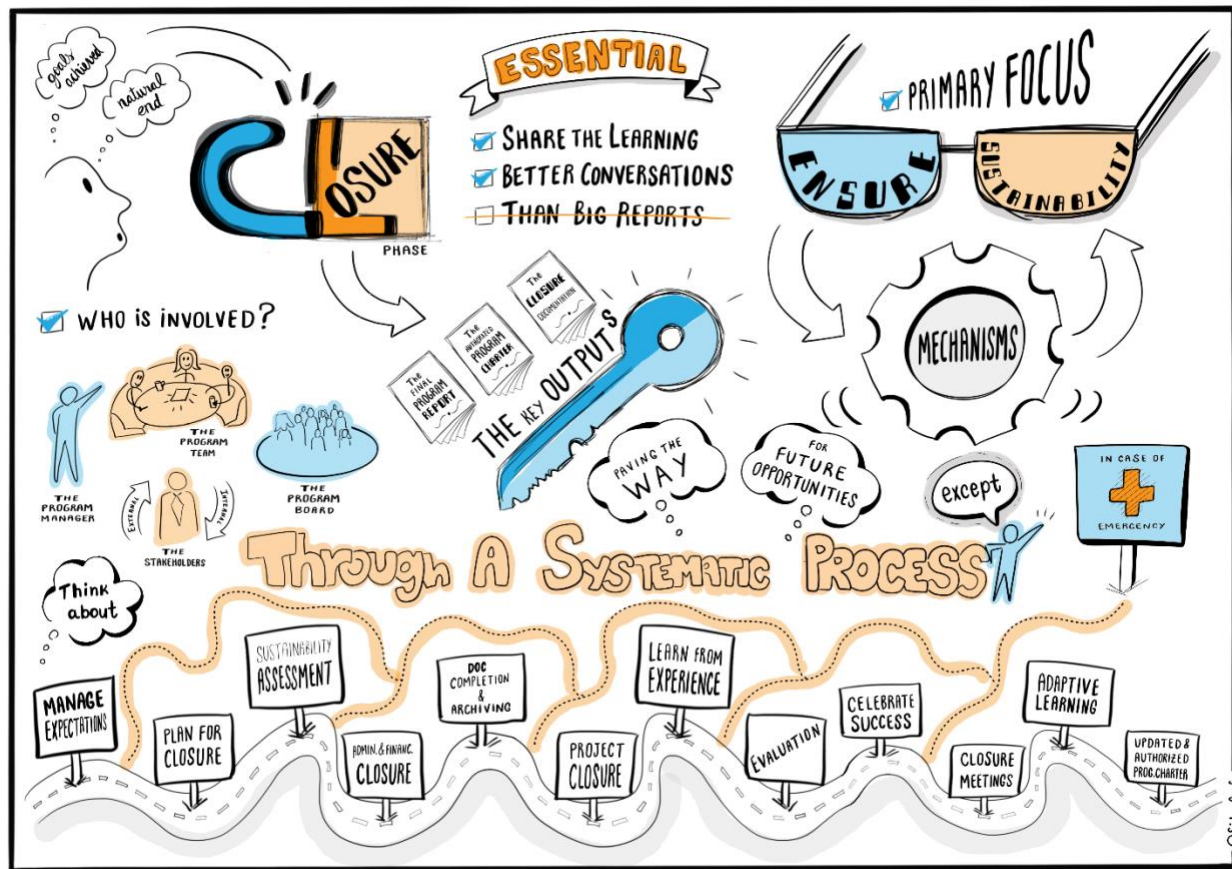 goals
achieved
natural
end
CLOSURE
PHASE
ESSENTIAL
SHARE THE LEARNING
BETTER CONVERSATIONS
THAN BIG REPORTS
PRIMARY FOCUS
ENSURE
SUSTAINABILITY
MECHANISMS
WHO IS INVOLVED?
THE
PROGRAM
MANAGER
THE
PROGRAM
TEAM
THE
PROGRAM
BOARD
EXTERNAL
INTERNAL
THE
STAKEHOLDERS
The
FINAL
PROGRAM
REPORT
The
AUTHORIZED
PROGRAM
CHARTER
The
CLOSURE
DOCUMENTATION
THE KEY OUTPUTS
PAVING THE
WAY
FOR
FUTURE
OPPORTUNITIES
except
IN CASE OF
EMERGENCY
THROUGH A SYSTEMATIC PROCESS
Think
about
MANAGE
EXPECTATIONS
PLAN FOR
CLOSURE
SUSTAINABILITY
ASSESSMENT
ADMIN. & FINANC.
CLOSURE
DOC
COMPLETION
&
ARCHIVING
PROJECT
CLOSURE
LEARN FROM
EXPERIENCE
EVALUATION
CELEBRATE
SUCCESS
CLOSURE
MEETINGS
ADAPTIVE
LEARNING
UPDATED &
AUTHORIZED
PROG.CHARTER